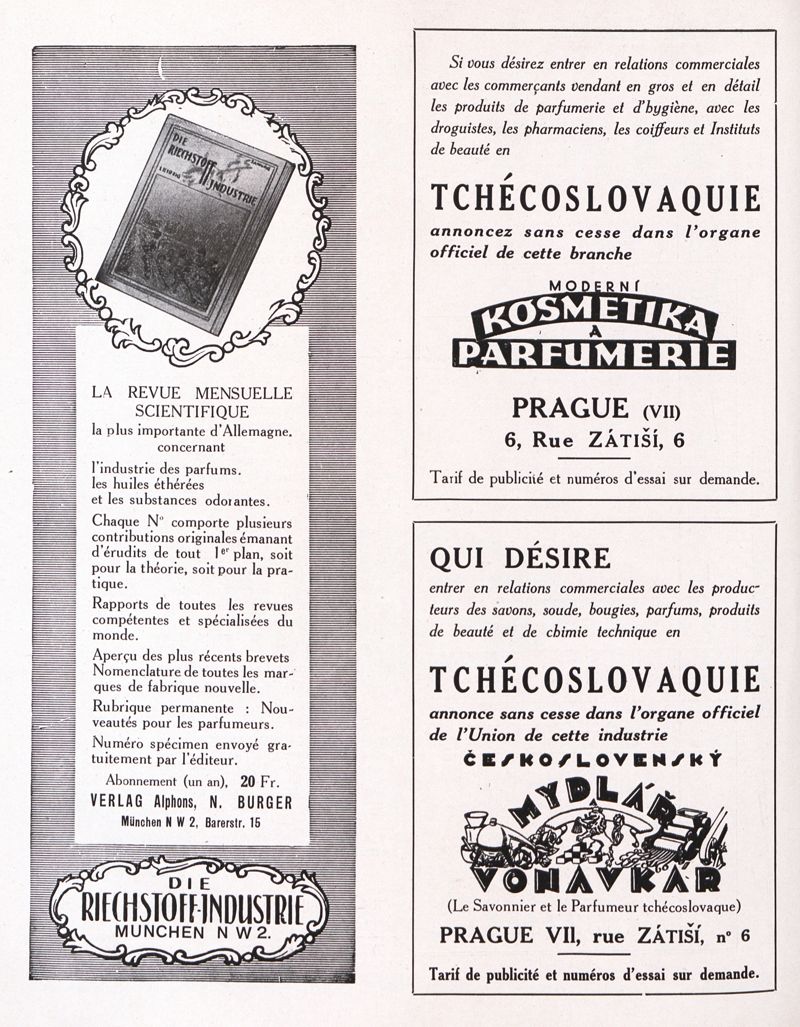 DIE
RIECHSTOFF
INDUSTRIE
LA REVUE MENSUELLE
SCIENTIFIQUE
la plus importante d'Allemagne.
concernant
l'industrie des parfums.
les huiles éthérées
et les substances odorantes.
Chaque N° comporte plusieurs
contributions originales émanant
d'érudits de tout 1er plan, soit
pour la théorie, soit pour la pra-
tique.
Rapports de toutes les revues
compétentes et spécialisées du
monde.
Aperçu des plus récents brevets
Nomenclature de toutes les mar-
ques de fabrique nouvelle.
Rubrique permanente : Nou-
veautés pour les parfumeurs.
Numéro spécimen envoyé gra-
tuitement par l'éditeur.
Abonnement (un an), 20 Fr.
VERLAG Alphons, N. BURGER
München N W 2, Barerstr. 15
DIE
RIECHSTOFF-INDUSTRIE
MUNCHEN N W 2.
Si vous désirez entrer en relations commerciales
avec les commerçants vendant en gros et en détail
les produits de parfumerie et d'hygiène, avec les
droguistes, les pharmaciens, les coiffeurs et Instituts
de beauté en
TCHÉCOSLOVAQUIE
annoncez sans cesse dans l'organe
officiel de cette branche
MODERNÍ
KOSMETIKA
A
PARFUMERIE
PRAGUE (VII)
6, Rue ZÁTIŠÍ, 6
Tarif de publicité et numéros d'essai sur demande.
QUI DÉSIRE
entrer en relations commerciales avec les produc-
teurs des savons, soude, bougies, parfums, produits
de beauté et de chimie technique en
TCHÉCOSLOVAQUIE
annonce sans cesse dans l'organe officiel
de l'Union de cette industrie
ČESKOSLOVENSKÝ
MYDLÁŘ
A
VOŇAVKÁŘ
(Le Savonnier et le Parfumeur tchécoslovaque)
PRAGUE VII, rue ZÁTIŠÍ, n° 6
Tarif de publicité et numéros d'essai sur demande.